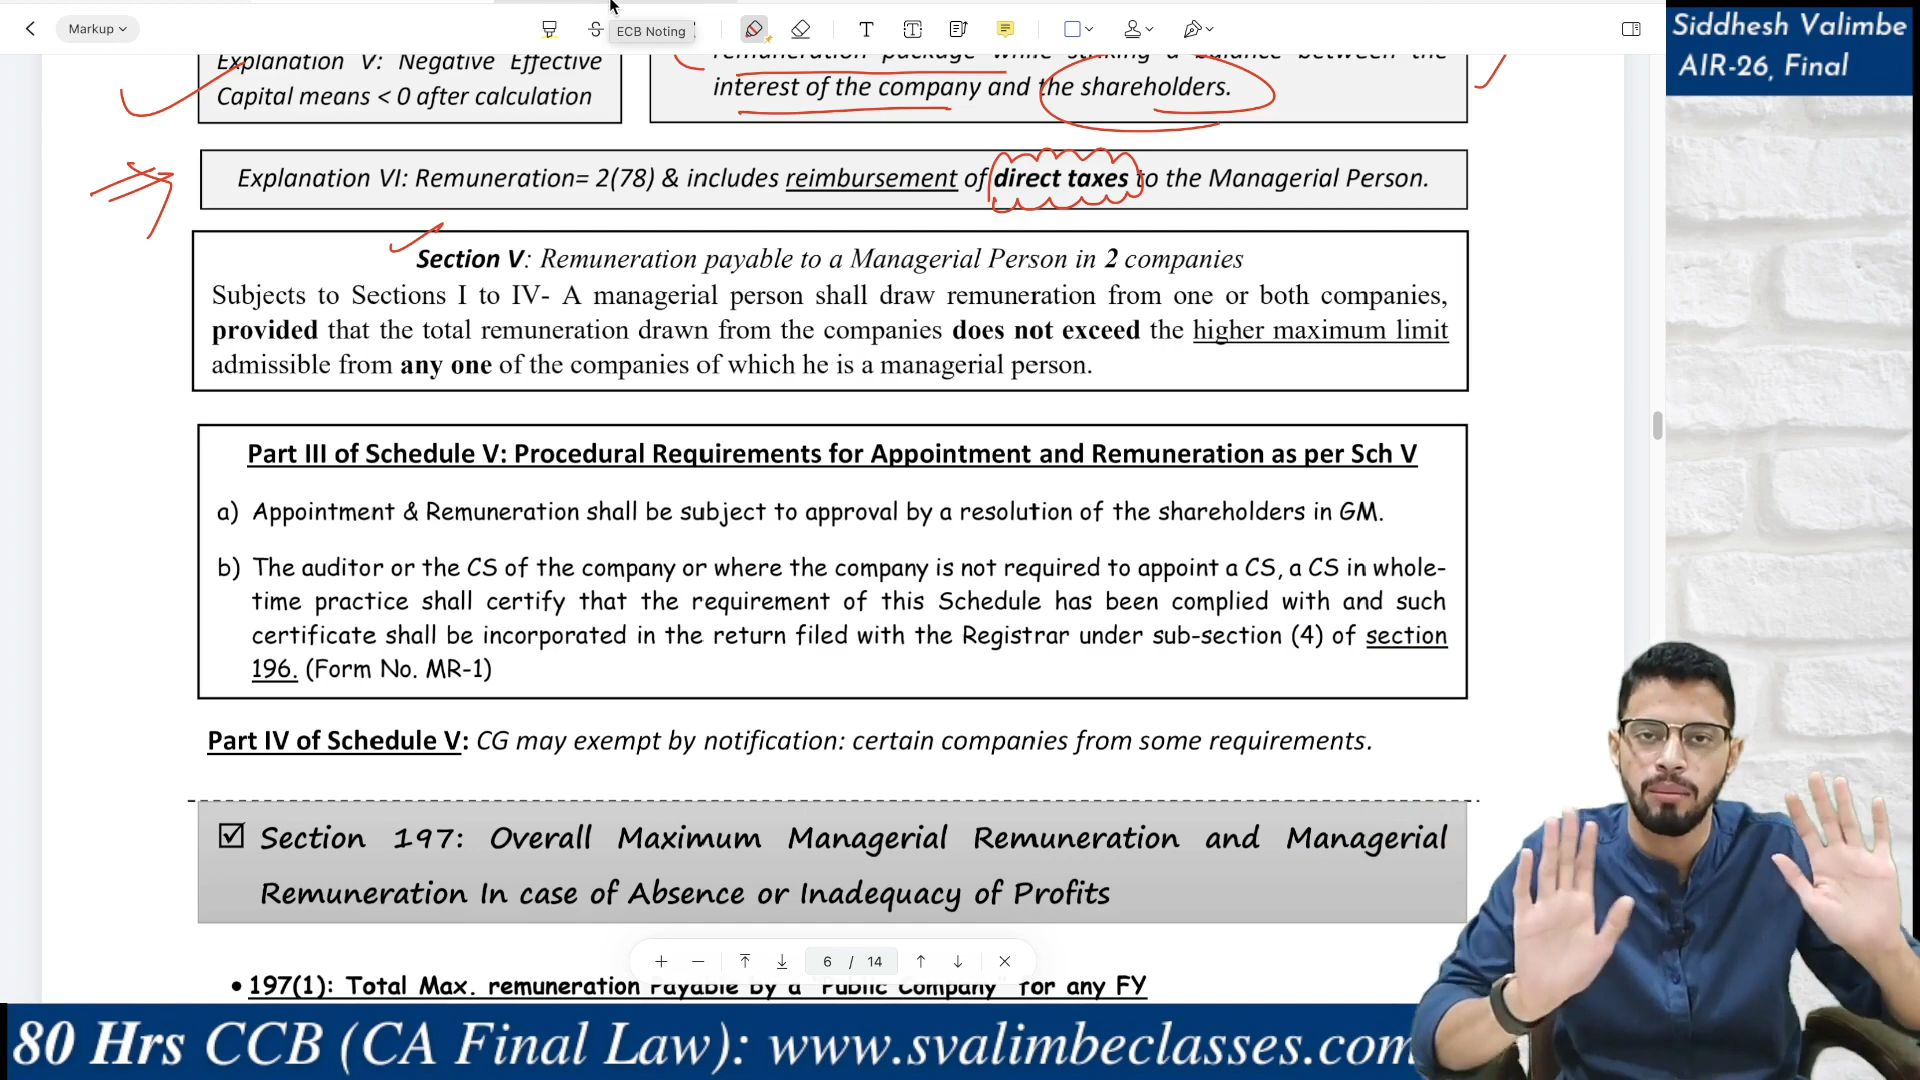 Markup
ECB Noting
Siddhesh Valimbe
AIR-26, Final
Explanation V: Negative Effective
Capital means < 0 after calculation
remuneration package while striking a balance between the
interest of the company and the shareholders.
Explanation VI: Remuneration= 2(78) & includes reimbursement of direct taxes to the Managerial Person.
Section V: Remuneration payable to a Managerial Person in 2 companies
Subjects to Sections I to IV- A managerial person shall draw remuneration from one or both companies,
provided that the total remuneration drawn from the companies does not exceed the higher maximum limit
admissible from any one of the companies of which he is a managerial person.
Part III of Schedule V: Procedural Requirements for Appointment and Remuneration as per Sch V
a) Appointment & Remuneration shall be subject to approval by a resolution of the shareholders in GM.
b) The auditor or the CS of the company or where the company is not required to appoint a CS, a CS in whole-
time practice shall certify that the requirement of this Schedule has been complied with and such
certificate shall be incorporated in the return filed with the Registrar under sub-section (4) of section
196. (Form No. MR-1)
Part IV of Schedule V: CG may exempt by notification: certain companies from some requirements.
Section 197: Overall Maximum Managerial Remuneration and Managerial
Remuneration In case of Absence or Inadequacy of Profits
6 / 14
• 197(1): Total Max. remuneration Payable by a "Public Company" for any FY
80 Hrs CCB (CA Final Law): www.svalimbeclasses.com